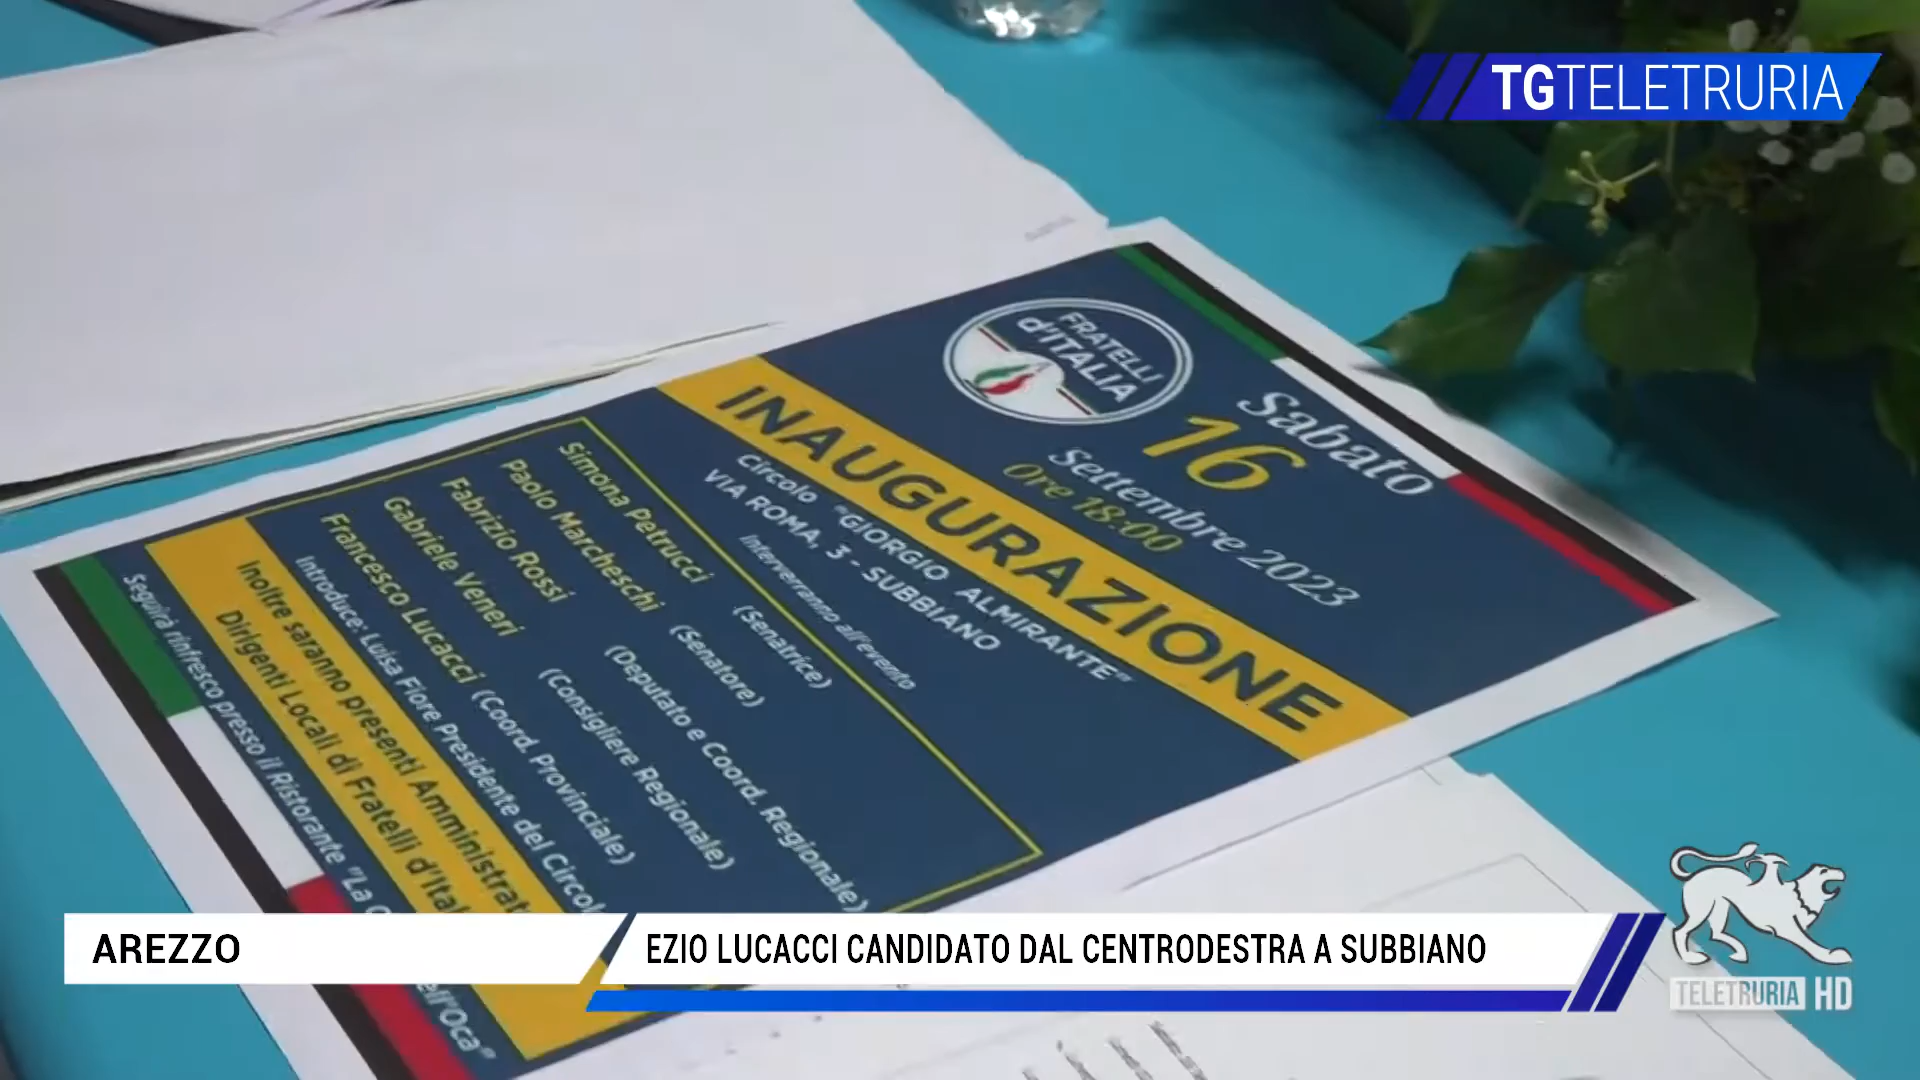 TGTELETRURIA
FRATELLI
d'ITALIA
Sabato
16
Settembre 2023
Ore 18:00
INAUGURAZIONE
Circolo "GIORGIO ALMIRANTE"
VIA ROMA, 3 - SUBBIANO
Interverranno all'evento
Simona Petrucci (Senatrice)
Paolo Marcheschi (Senatore)
Fabrizio Rossi (Deputato e Coord. Regionale)
Gabriele Veneri (Consigliere Regionale)
Francesco Lucacci (Coord. Provinciale)
Introduce: Luisa Fiore Presidente del
Inoltre saranno presenti
Dirigenti Locali di Fratelli
Seguirà rinfresco presso il Ristorante "La
AREZZO
EZIO LUCACCI CANDIDATO DAL CENTRODESTRA A SUBBIANO
TELETRURIA HD